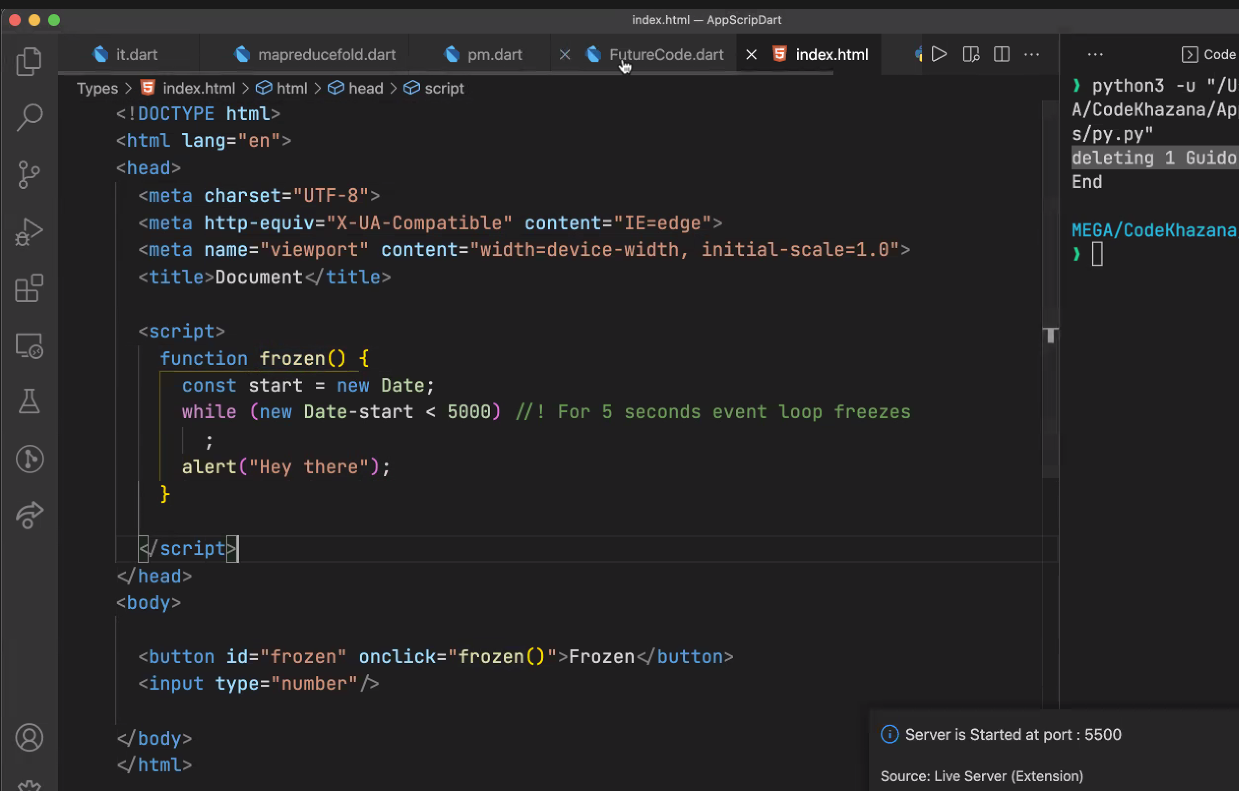 index.html — AppScripDart
it.dart mapreducefold.dart pm.dart FutureCode.dart index.html
Types > index.html > html > head > script
<!DOCTYPE html>
<html lang="en">
<head>
<meta charset="UTF-8">
<meta http-equiv="X-UA-Compatible" content="IE=edge">
<meta name="viewport" content="width=device-width, initial-scale=1.0">
<title>Document</title>
<script>
function frozen() {
const start = new Date;
while (new Date-start < 5000) //! For 5 seconds event loop freezes
;
alert("Hey there");
}
</script>
</head>
<body>
<button id="frozen" onclick="frozen()">Frozen</button>
<input type="number"/>
</body>
</html>
... Code
❯ python3 -u "/U
A/CodeKhazana/App
s/py.py"
deleting 1 Guido
End
MEGA/CodeKhazana
❯
Server is Started at port : 5500
Source: Live Server (Extension)